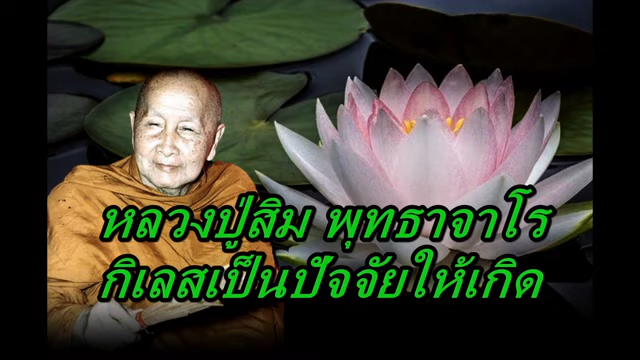 หลวงปู่สิม พุทธาจาโร
กิเลสเป็นปัจจัยให้เกิด